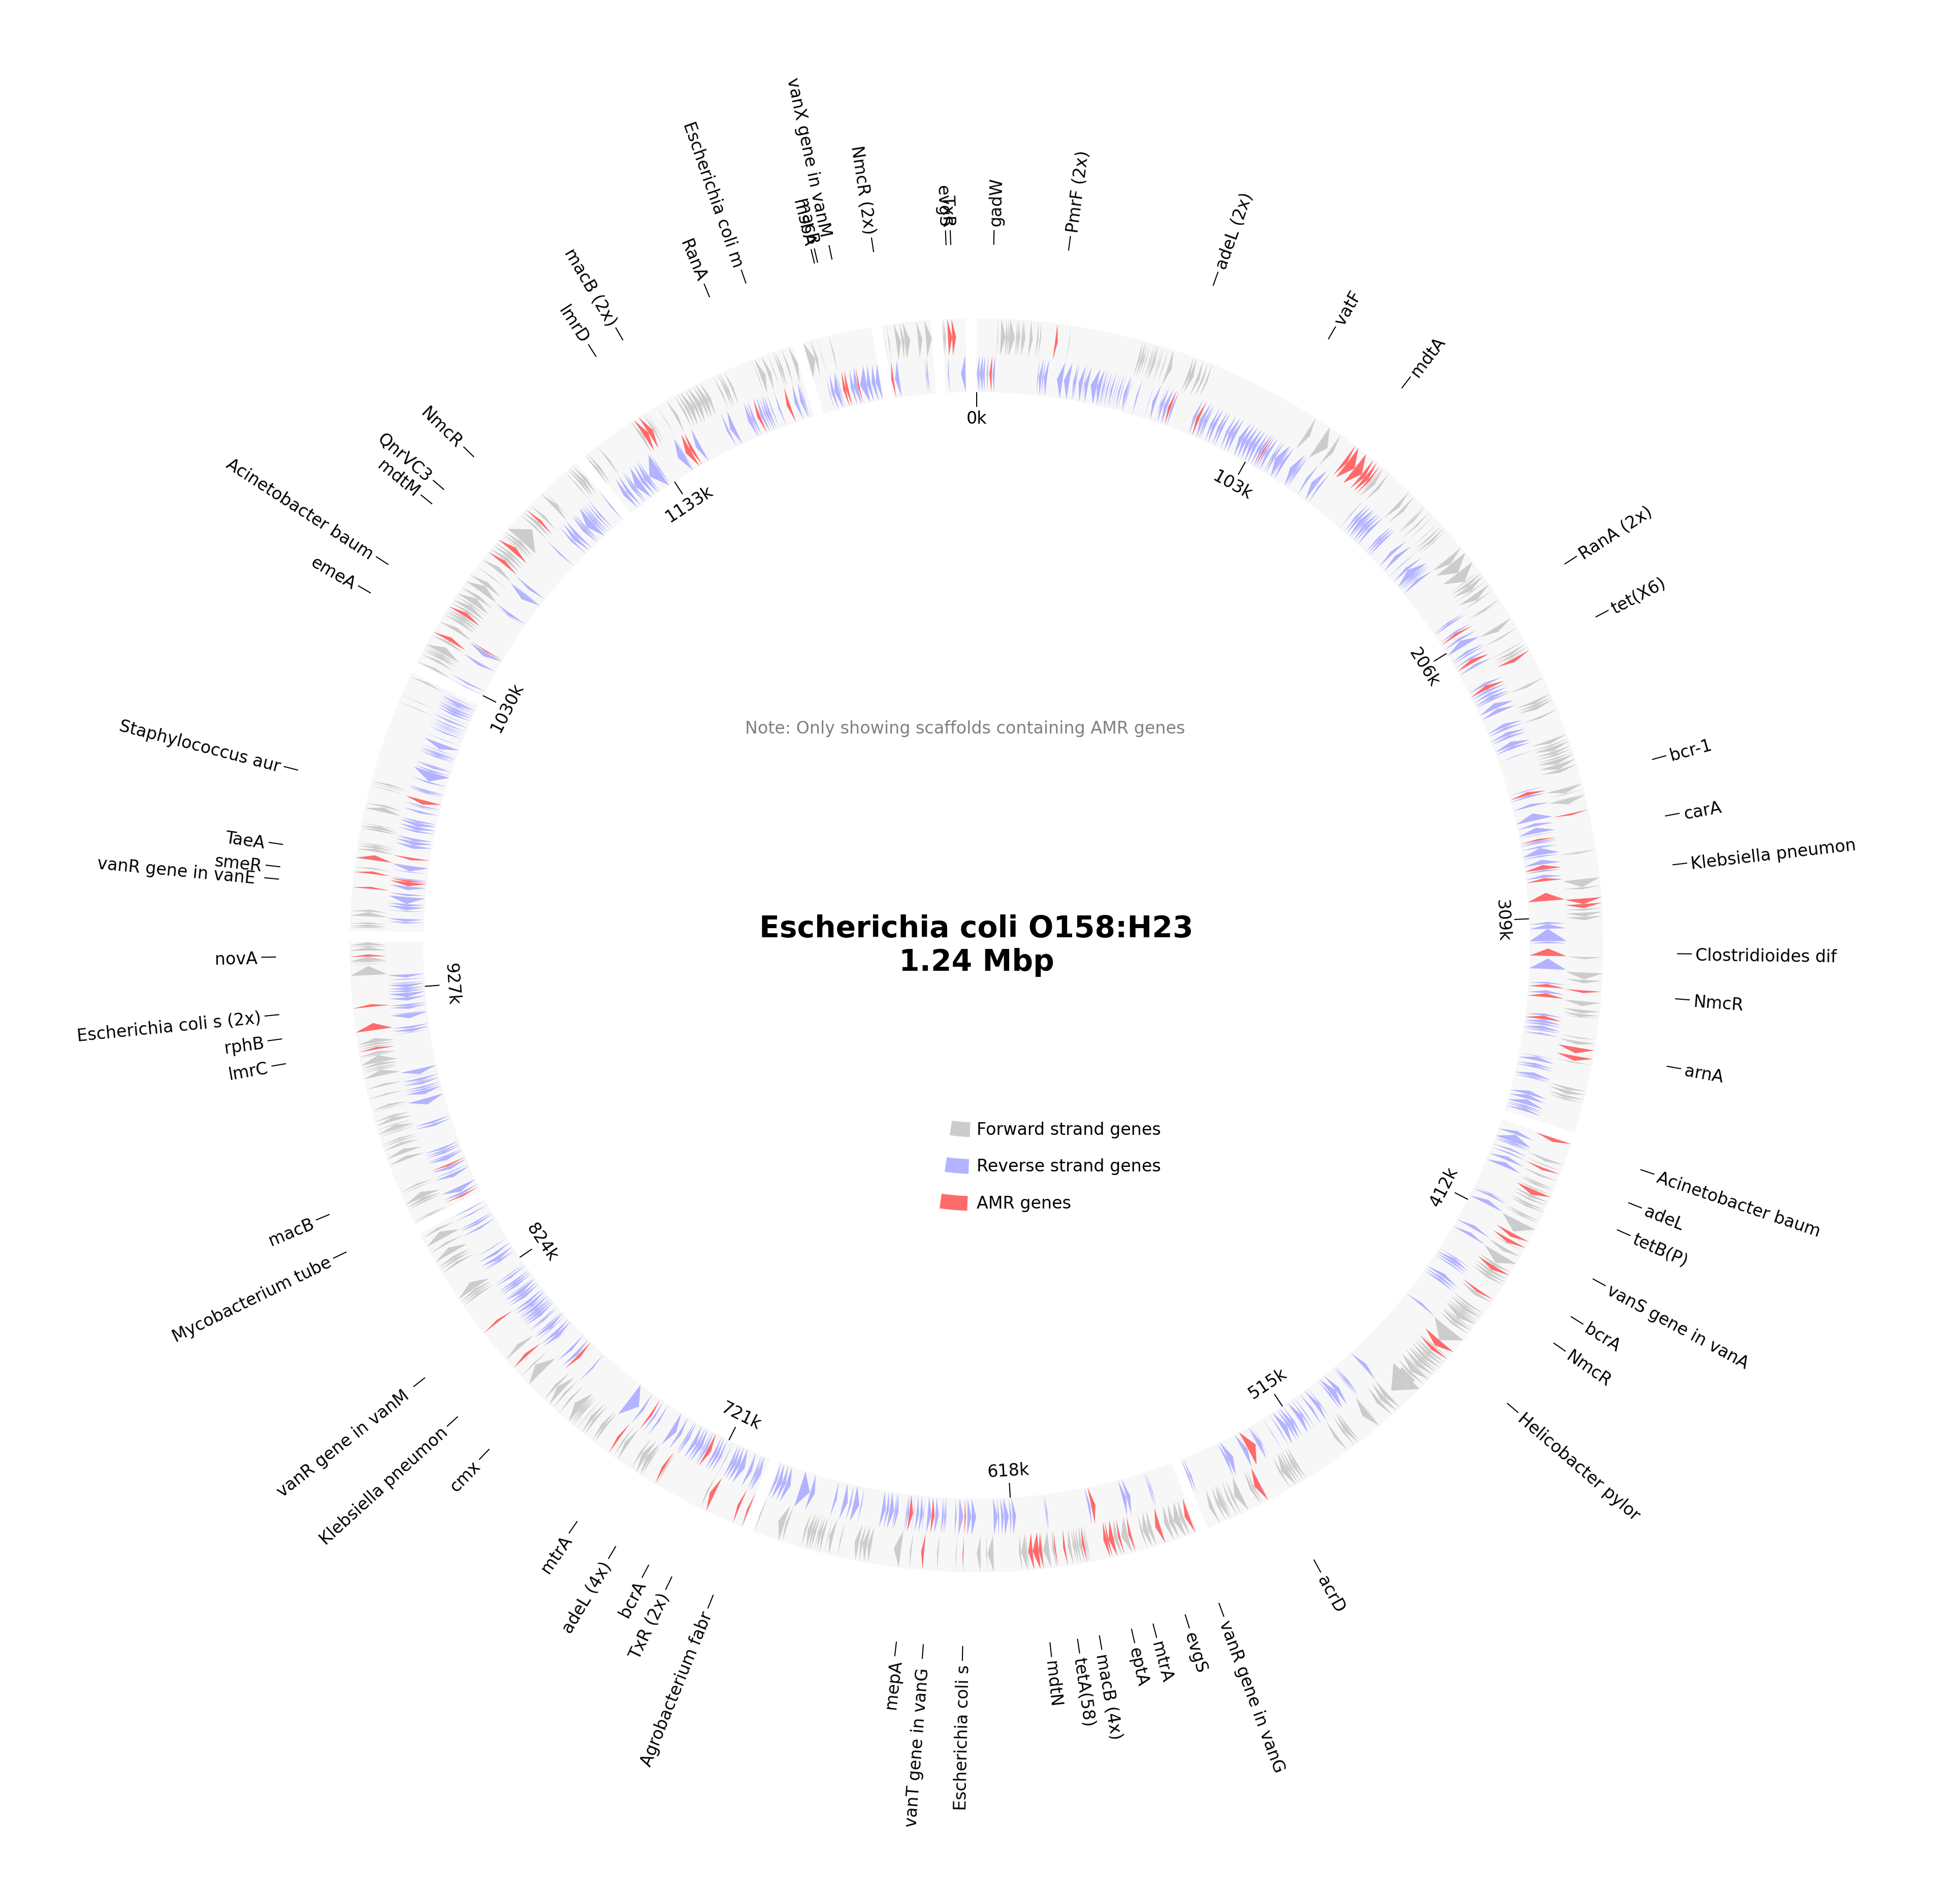 gadW
PmrF (2x)
adeL (2x)
vatF
mdtA
RanA (2x)
tet(X6)
bcr-1
carA
Klebsiella pneumon
Clostridioides dif
NmcR
arnA
Acinetobacter baum
adeL
tetB(P)
vanS gene in vanA
bcrA
NmcR
Helicobacter pylor
acrD
vanR gene in vanG
evgS
mtrA
eptA
macB (4x)
tetA(58)
mdtN
Escherichia coli s
vanT gene in vanG
mepA
Agrobacterium fabr
TxR (2x)
bcrA
adeL (4x)
mtrA
cmx
Klebsiella pneumon
vanR gene in vanM
Mycobacterium tube
macB
lmrC
rphB
Escherichia coli s (2x)
novA
vanR gene in vanE
smeR
TaeA
Staphylococcus aur
emeA
Acinetobacter baum
mdtM
QnrVC3
NmcR
lmrD
macB (2x)
RanA
Escherichia coli m
msbA
vanX gene in vanM
NmcR (2x)
evgS
TxR
0k
103k
206k
309k
412k
515k
618k
721k
824k
927k
1030k
1133k
Note: Only showing scaffolds containing AMR genes
Escherichia coli O158:H23
1.24 Mbp
Forward strand genes
Reverse strand genes
AMR genes